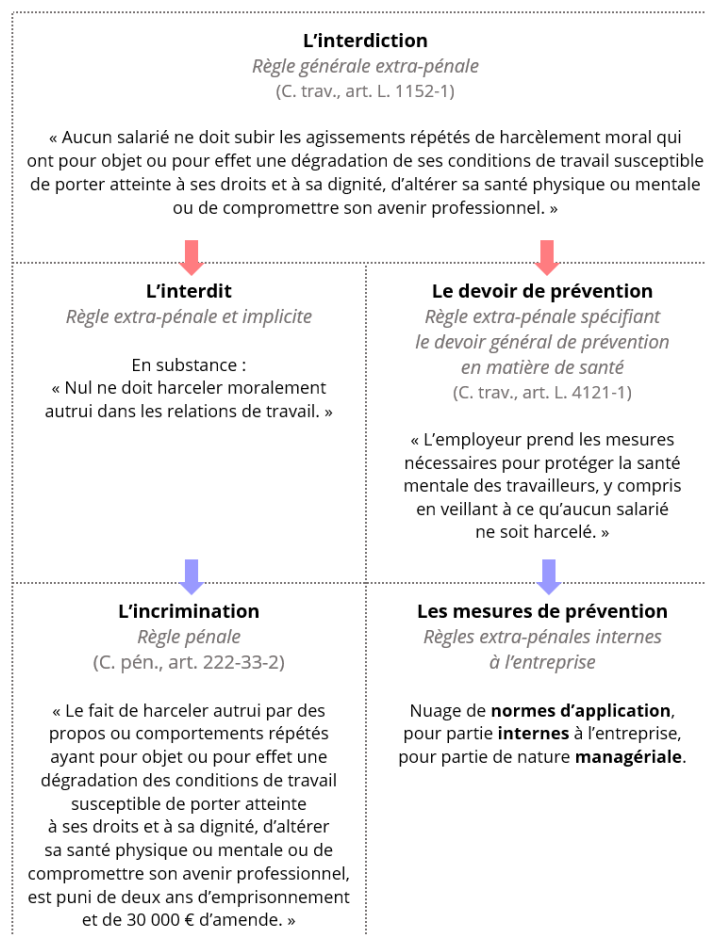 L’interdiction
Règle générale extra-pénale
(C. trav., art. L. 1152-1)
« Aucun salarié ne doit subir les agissements répétés de harcèlement moral qui
ont pour objet ou pour effet une dégradation de ses conditions de travail susceptible
de porter atteinte à ses droits et à sa dignité, d’altérer sa santé physique ou mentale
ou de compromettre son avenir professionnel. »
L’interdit
Règle extra-pénale et implicite
En substance :
« Nul ne doit harceler moralement
autrui dans les relations de travail. »
Le devoir de prévention
Règle extra-pénale spécifiant
le devoir général de prévention
en matière de santé
(C. trav., art. L. 4121-1)
« L’employeur prend les mesures
nécessaires pour protéger la santé
mentale des travailleurs, y compris
en veillant à ce qu’aucun salarié
ne soit harcelé. »
L’incrimination
Règle pénale
(C. pén., art. 222-33-2)
« Le fait de harceler autrui par des
propos ou comportements répétés
ayant pour objet ou pour effet une
dégradation des conditions de travail
susceptible de porter atteinte
à ses droits et à sa dignité, d’altérer
sa santé physique ou mentale ou de
compromettre son avenir professionnel,
est puni de deux ans d’emprisonnement
et de 30 000 € d’amende. »
Les mesures de prévention
Règles extra-pénales internes
à l’entreprise
Nuage de normes d’application,
pour partie internes à l’entreprise,
pour partie de nature managériale.